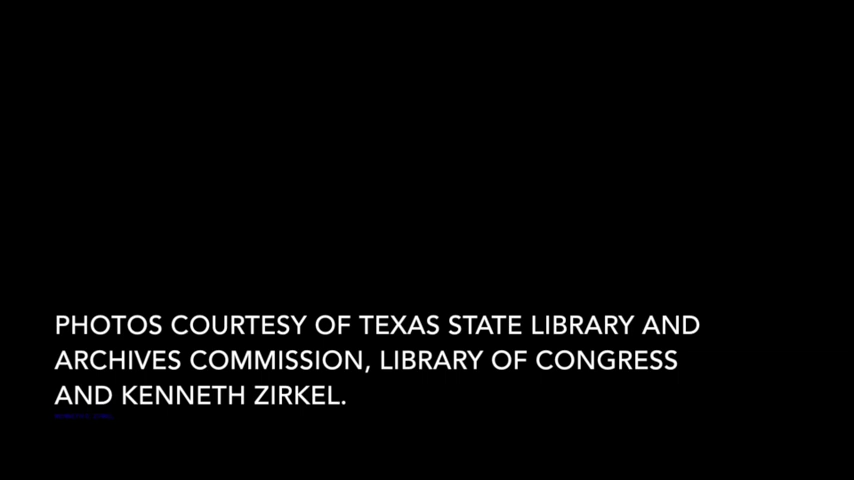 PHOTOS COURTESY OF TEXAS STATE LIBRARY AND
ARCHIVES COMMISSION, LIBRARY OF CONGRESS
AND KENNETH ZIRKEL.